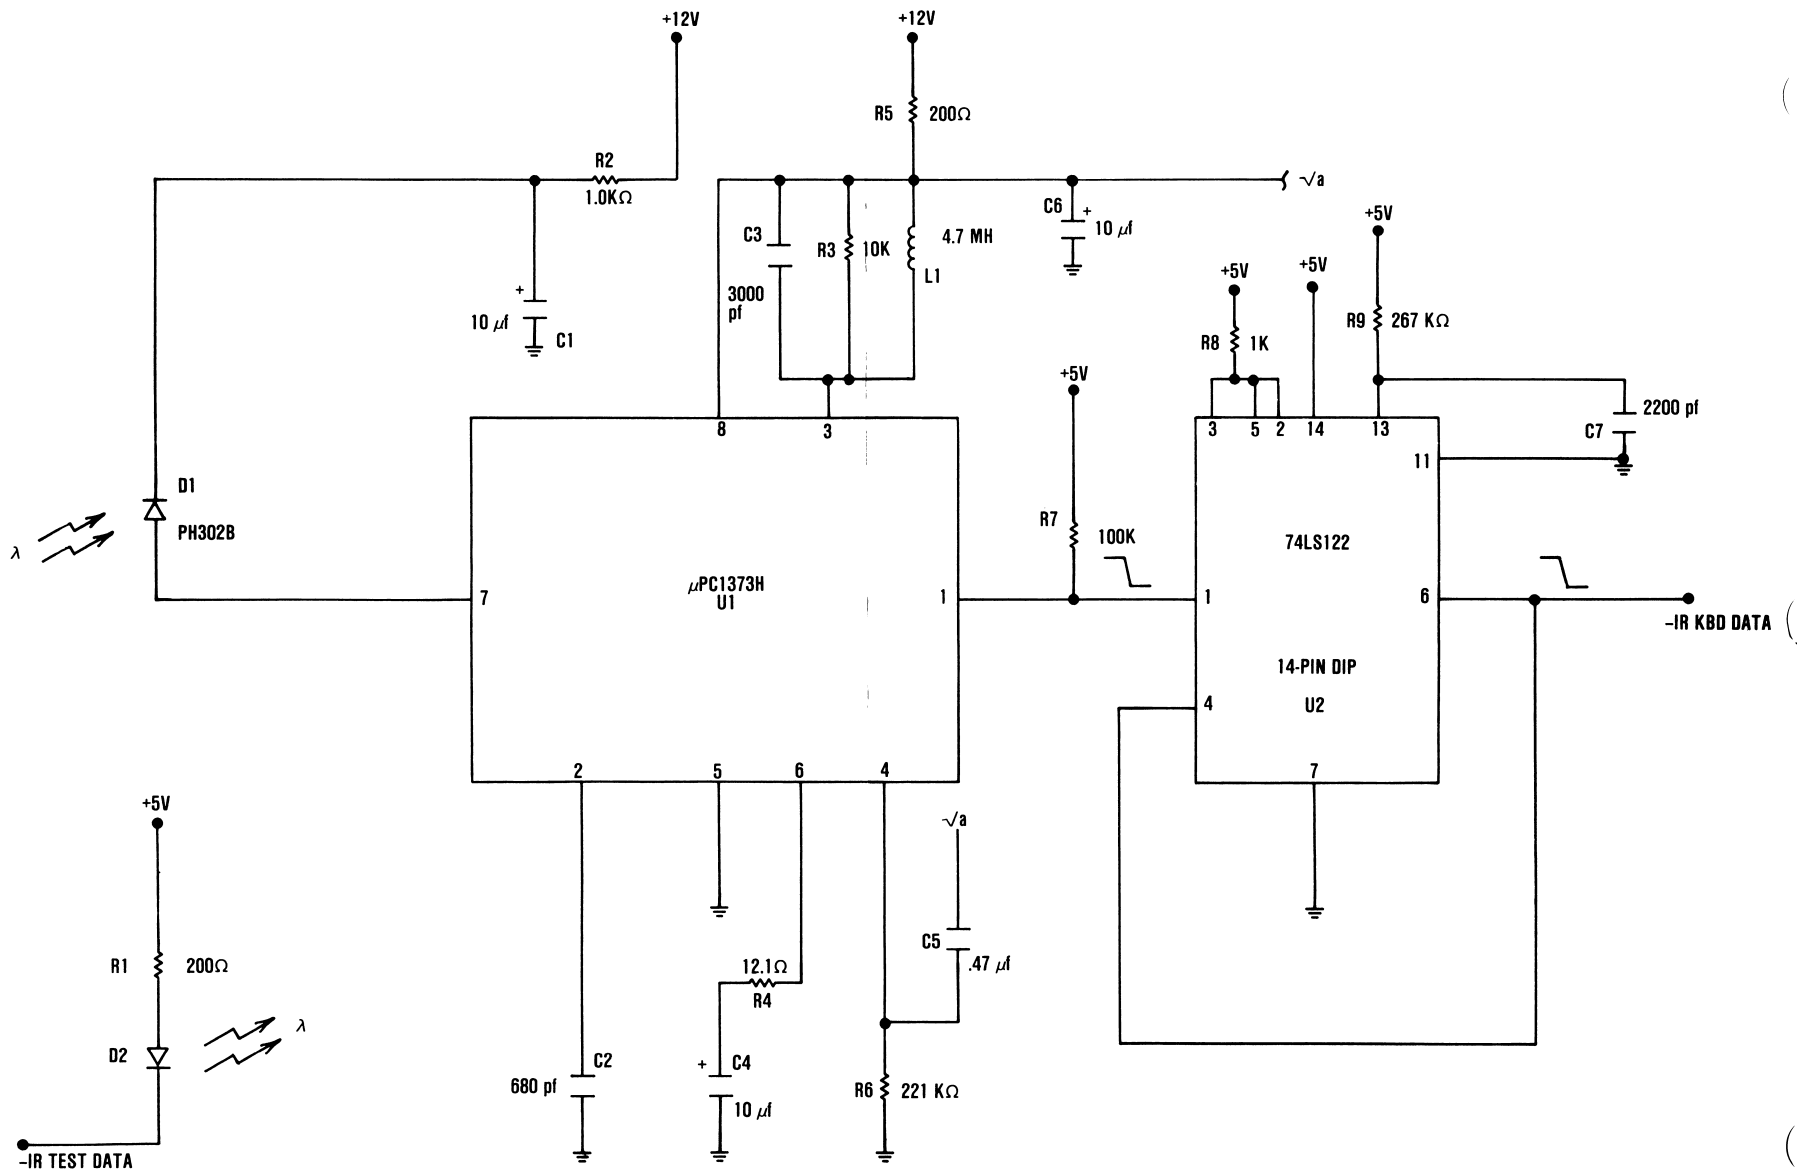 +12V
+12V
R5 200Ω
R2
1.0KΩ
-√a
C6 +
10 µf
+5V
C3
R3 10K
4.7 MH
L1
3000
pf
+
10 µf
C1
+5V
+5V
R9 267 KΩ
R8 1K
+5V
2200 pf
C7
8 3
3 5 2 14 13
11
D1
PH302B
λ
R7
100K
74LS122
µPC1373H
U1
7 1
1 6
-IR KBD DATA
14-PIN DIP
U2
4
2 5 6 4
7
+5V
-√a
R1 200Ω
C5
.47 µf
12.1Ω
R4
λ
D2
C2
680 pf
+ C4
10 µf
R6 221 KΩ
-IR TEST DATA